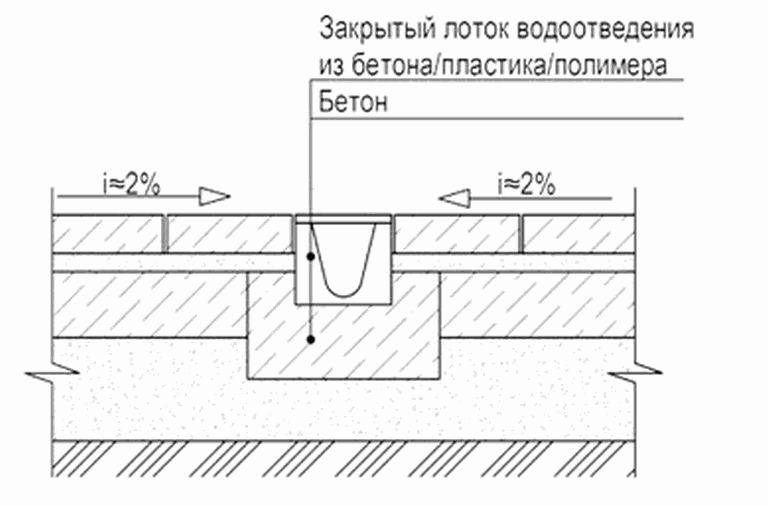 Закрытый лоток водоотведения
из бетона/пластика/полимера
Бетон
i≈2%
i≈2%